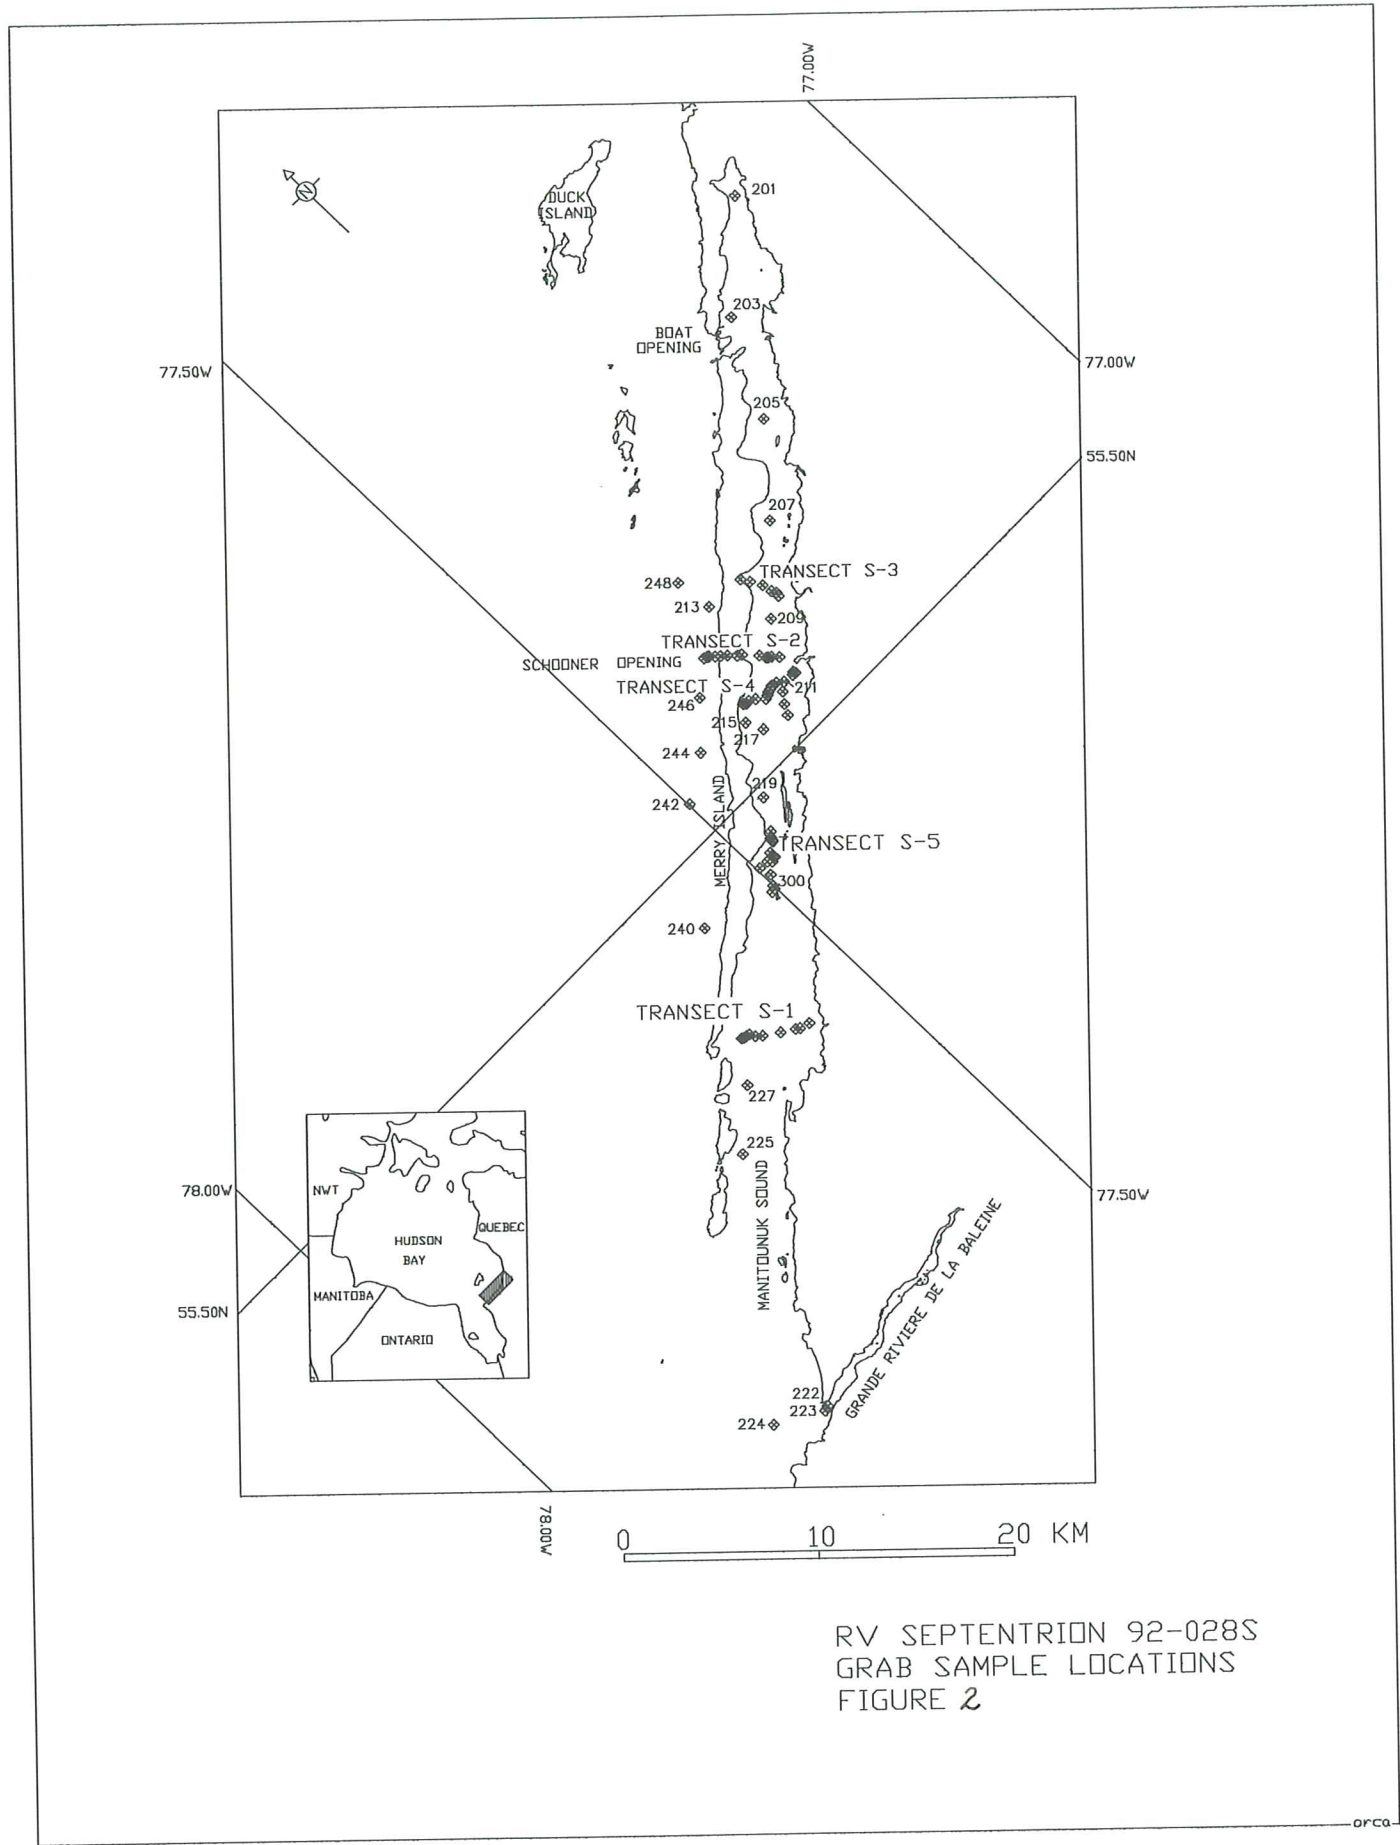 77.00W
N
DUCK
ISLAND
201
203
BOAT
OPENING
77.50W
77.00W
205
55.50N
207
TRANSECT S-3
248
213
209
TRANSECT S-2
SCHOONER OPENING
TRANSECT S-4
211
246
215
217
244
219
242
MERRY ISLAND
TRANSECT S-5
300
240
TRANSECT S-1
227
225
MANITOUNUK SOUND
78.00W
77.50W
NWT
QUEBEC
HUDSON
BAY
MANITOBA
ONTARIO
55.50N
GRANDE RIVIERE DE LA BALEINE
222
223
224
78.00W
0 10 20 KM
RV SEPTENTRION 92-028S
GRAB SAMPLE LOCATIONS
FIGURE 2
orca